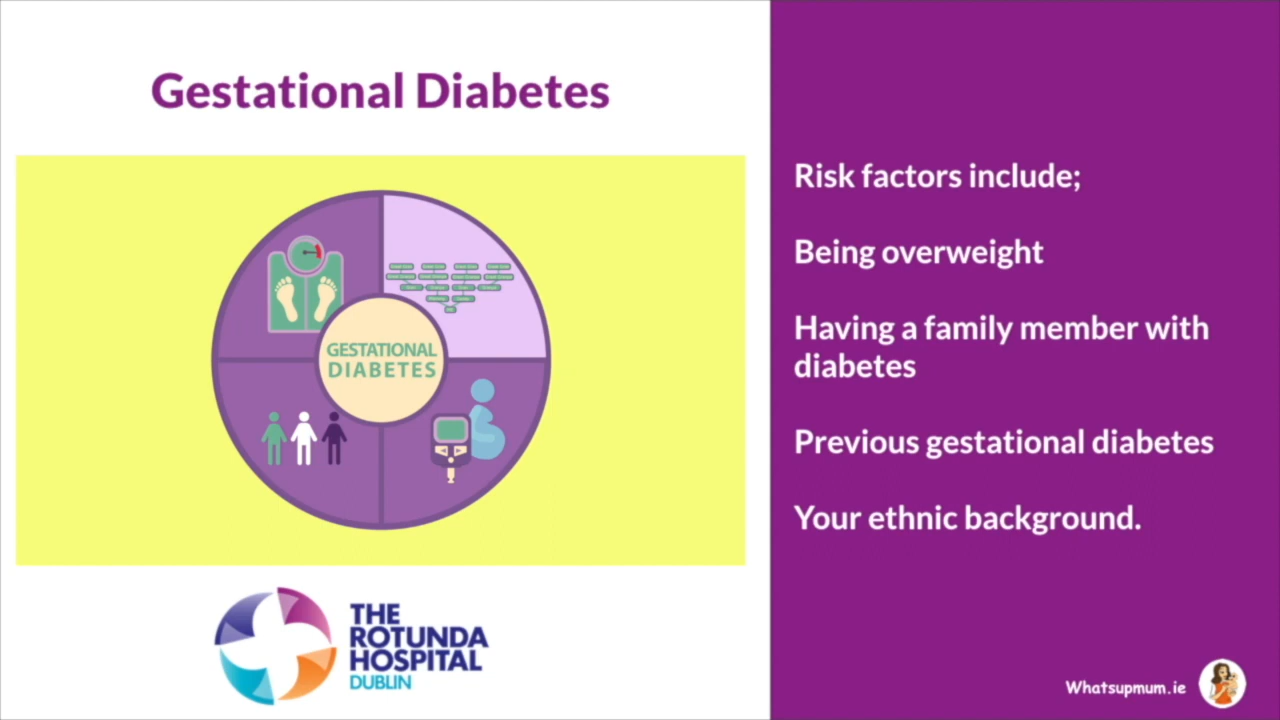 Gestational Diabetes
GESTATIONAL
DIABETES
THE
ROTUNDA
HOSPITAL
DUBLIN
Risk factors include;
Being overweight
Having a family member with
diabetes
Previous gestational diabetes
Your ethnic background.
Whatsupmum.ie